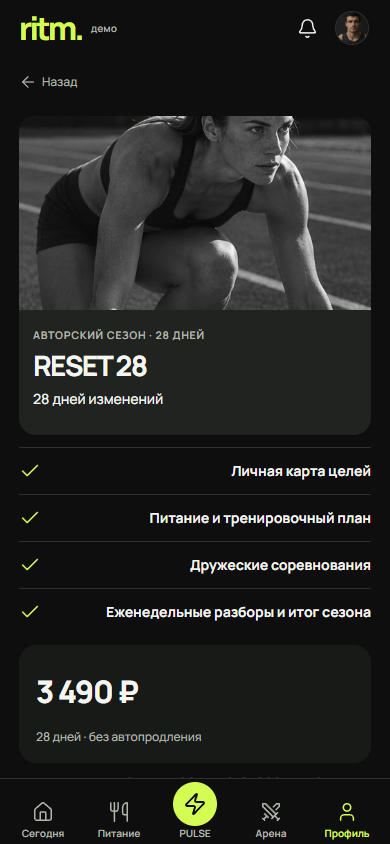 ritm. демо
Назад
АВТОРСКИЙ СЕЗОН · 28 ДНЕЙ
RESET 28
28 дней изменений
Личная карта целей
Питание и тренировочный план
Дружеские соревнования
Еженедельные разборы и итог сезона
3 490 ₽
28 дней · без автопродления
Сегодня Питание PULSE Арена Профиль